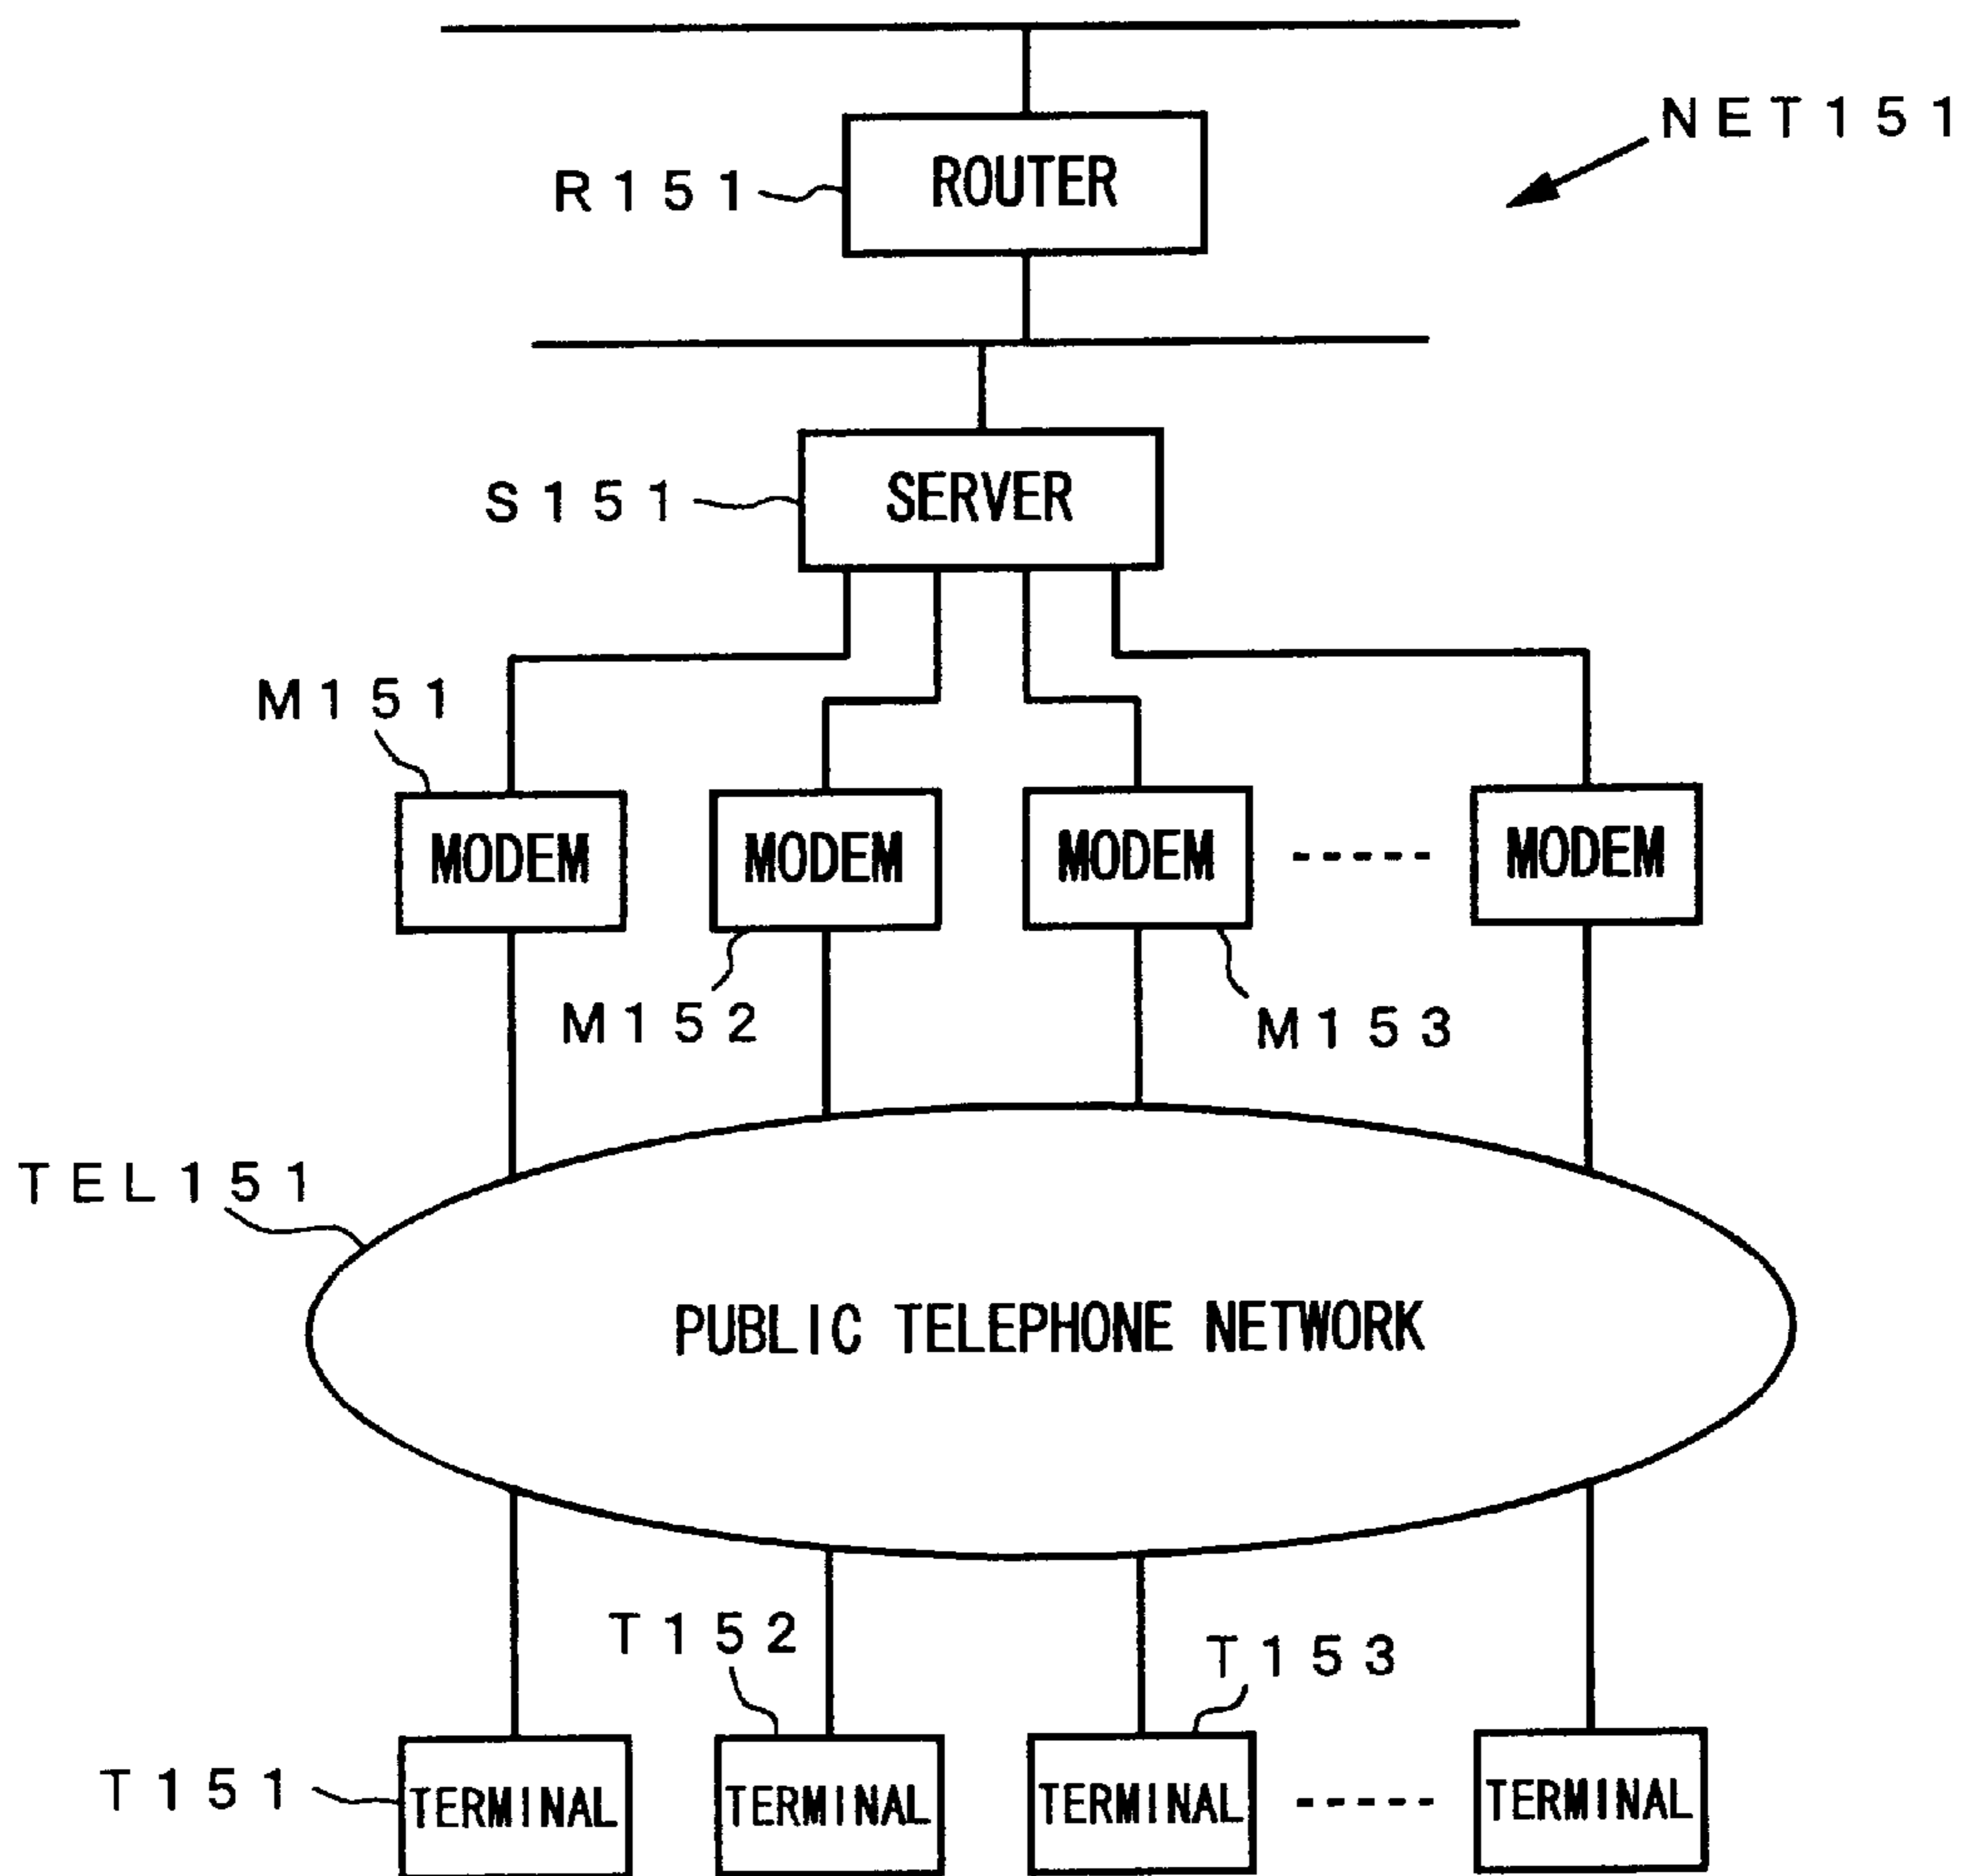 NET151
R151
ROUTER
S151
SERVER
M151
MODEM MODEM MODEM ----- MODEM
M152
M153
TEL151
PUBLIC TELEPHONE NETWORK
T152
T153
T151
TERMINAL TERMINAL TERMINAL ----- TERMINAL